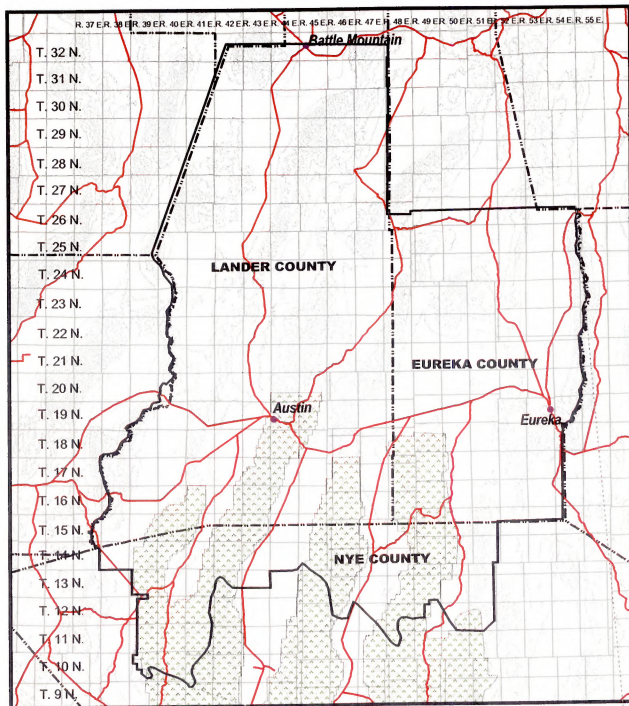 R. 37 E.R. 38 E.R. 39 E.R. 40 E.R. 41 E.R. 42 E.R. 43 E.R. 44 E.R. 45 E.R. 46 E.R. 47 E.R. 48 E.R. 49 E.R. 50 E.R. 51 E.R. 52 E.R. 53 E.R. 54 E.R. 55 E.
Battle Mountain
T. 32 N.
T. 31 N.
T. 30 N.
T. 29 N.
T. 28 N.
T. 27 N.
T. 26 N.
T. 25 N.
LANDER COUNTY
T. 24 N.
T. 23 N.
T. 22 N.
T. 21 N.
EUREKA COUNTY
T. 20 N.
T. 19 N.
Austin
Eureka
T. 18 N.
T. 17 N.
T. 16 N.
T. 15 N.
T. 14 N.
NYE COUNTY
T. 13 N.
T. 12 N.
T. 11 N.
T. 10 N.
T. 9 N.